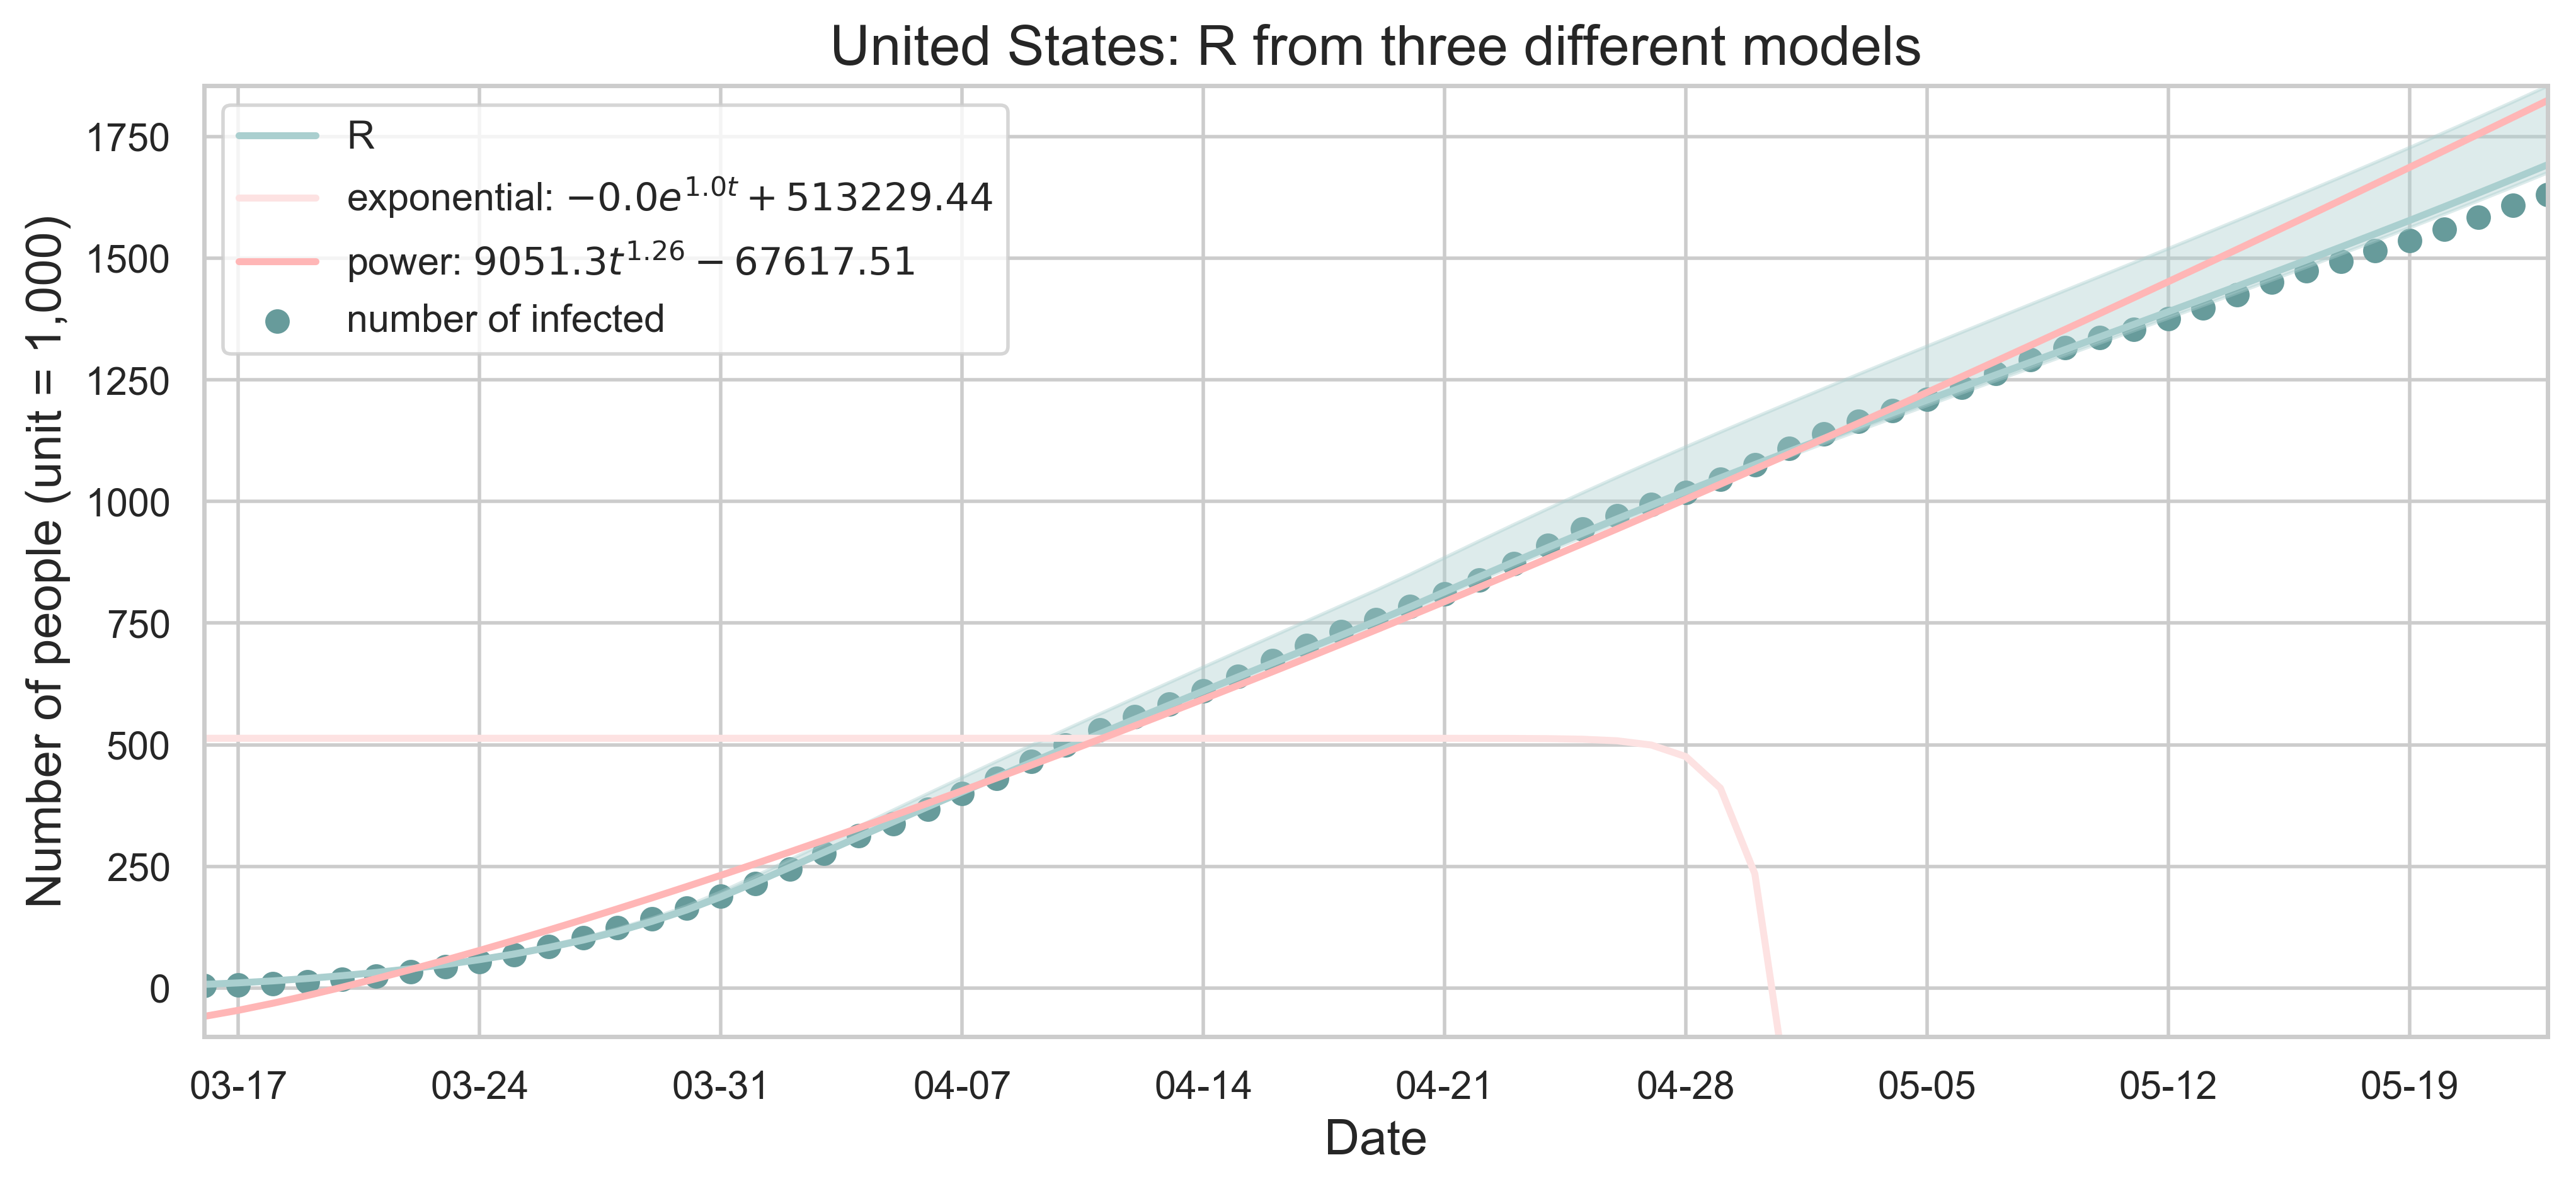 United States: R from three different models
Number of people (unit = 1,000)
1750
1500
1250
1000
750
500
250
0
R
exponential: −0.0e^{1.0t} + 513229.44
power: 9051.3t^{1.26} − 67617.51
number of infected
03-17 03-24 03-31 04-07 04-14 04-21 04-28 05-05 05-12 05-19
Date